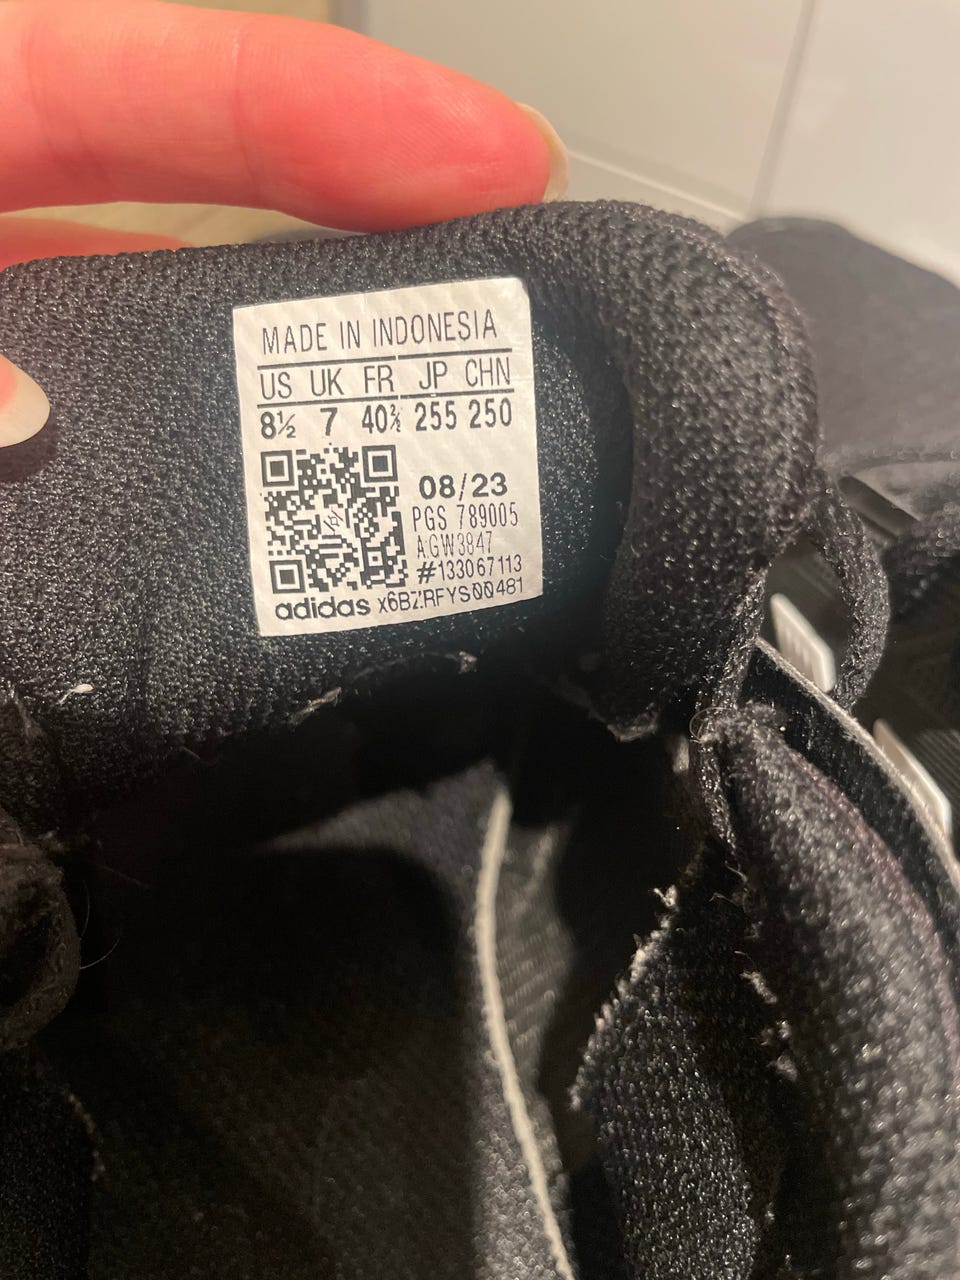 MADE IN INDONESIA
US UK FR JP CHN
8½ 7 40⅔ 255 250
08/23
PGS 789005
AGW3847
#133067113
adidas